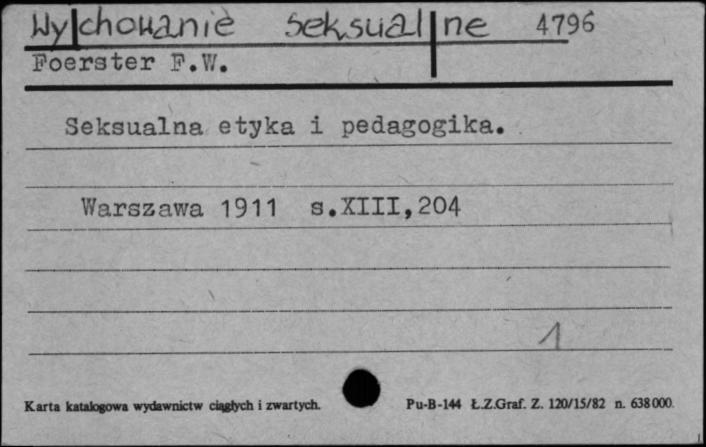 Wychowanie seksualne 4796
Foerster F.W.
Seksualna etyka i pedagogika.
Warszawa 1911 s.XIII,204
1
Karta katalogowa wydawnictw ciągłych i zwartych. Pu-B-144 Ł.Z.Graf. Z. 120/15/82 n. 638000.